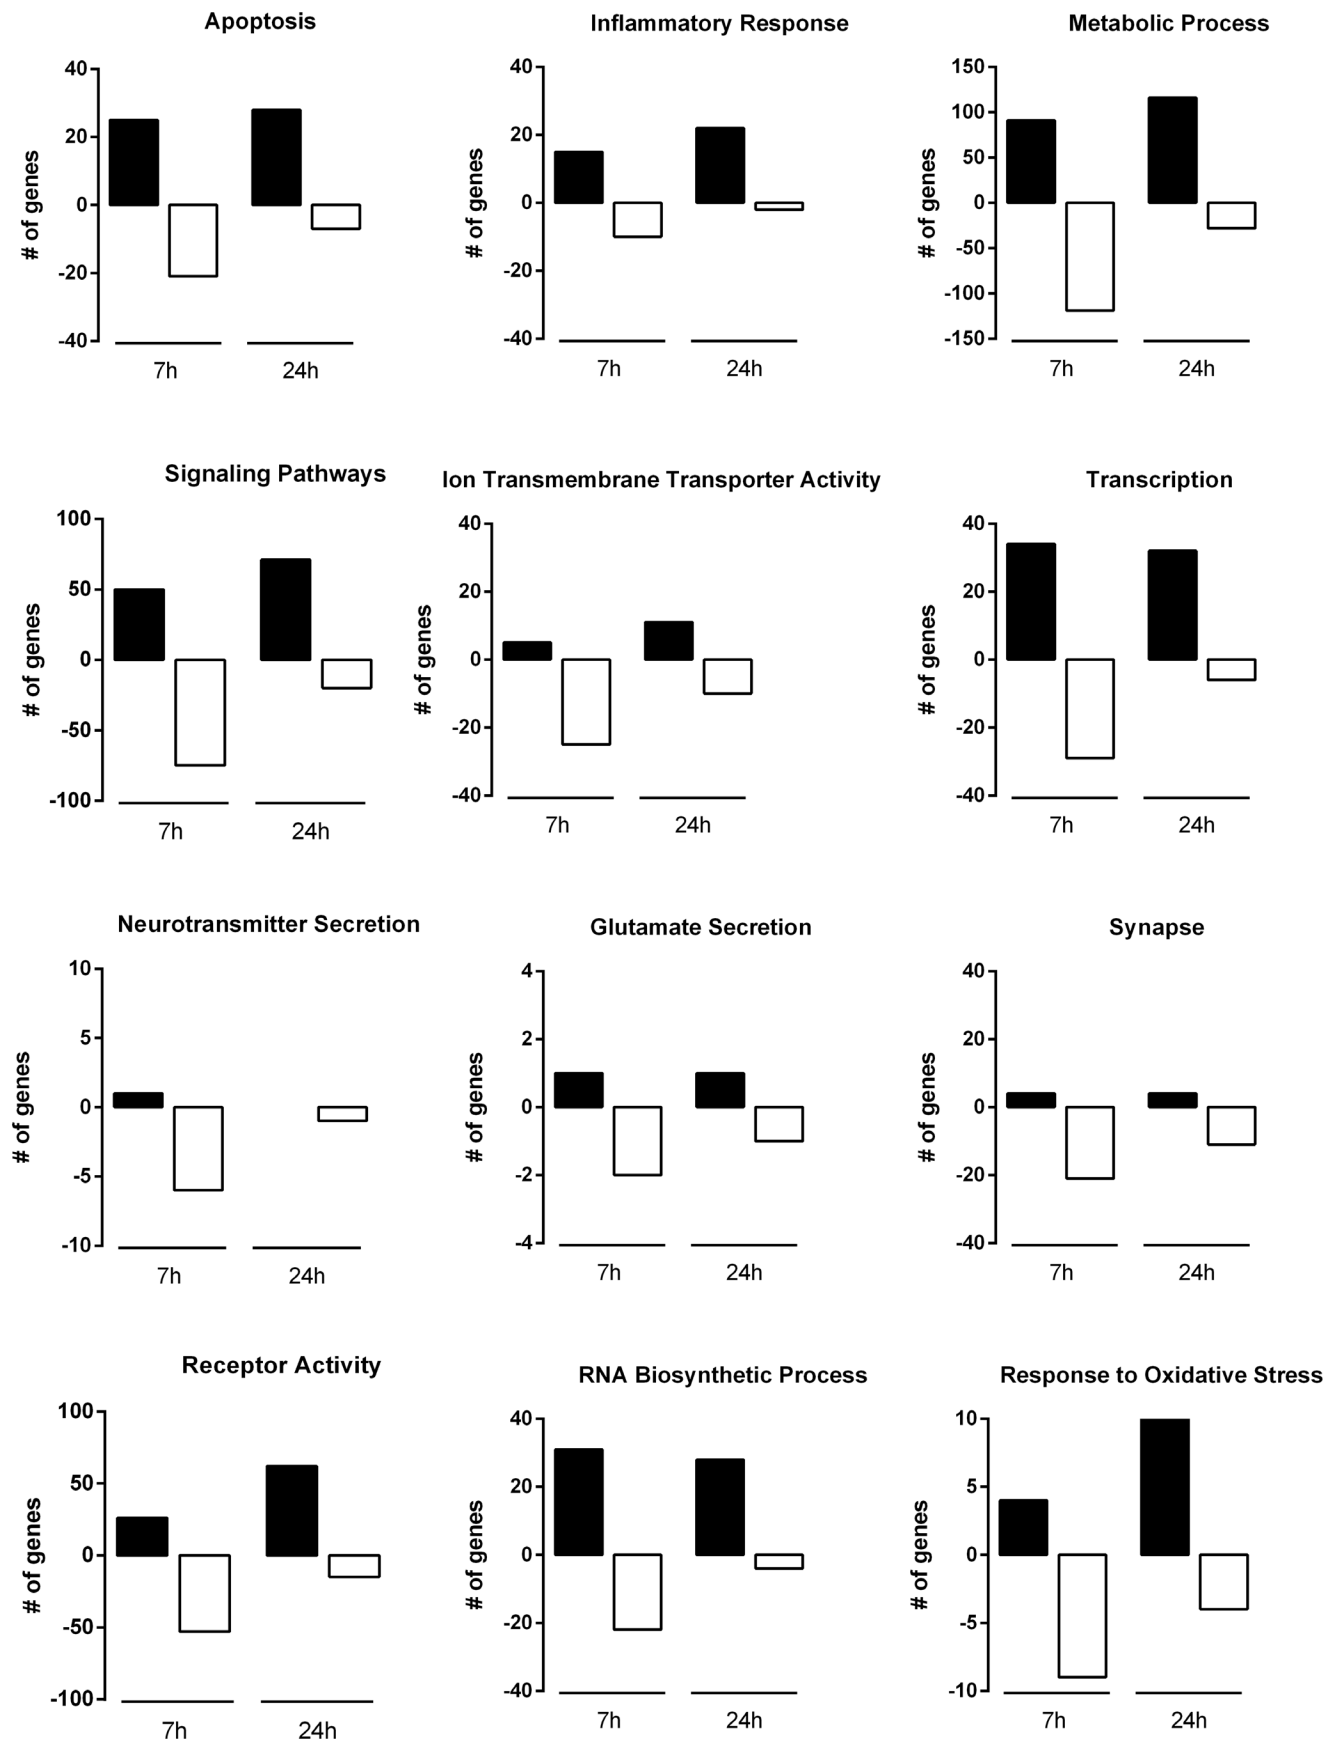 Apoptosis
# of genes
40
20
0
-20
-40
7h 24h
Inflammatory Response
# of genes
40
20
0
-20
-40
7h 24h
Metabolic Process
# of genes
150
100
50
0
-50
-100
-150
7h 24h
Signaling Pathways
# of genes
100
50
0
-50
-100
7h 24h
Ion Transmembrane Transporter Activity
# of genes
40
20
0
-20
-40
7h 24h
Transcription
# of genes
40
20
0
-20
-40
7h 24h
Neurotransmitter Secretion
# of genes
10
5
0
-5
-10
7h 24h
Glutamate Secretion
# of genes
4
2
0
-2
-4
7h 24h
Synapse
# of genes
40
20
0
-20
-40
7h 24h
Receptor Activity
# of genes
100
50
0
-50
-100
7h 24h
RNA Biosynthetic Process
# of genes
40
20
0
-20
-40
7h 24h
Response to Oxidative Stress
# of genes
10
5
0
-5
-10
7h 24h